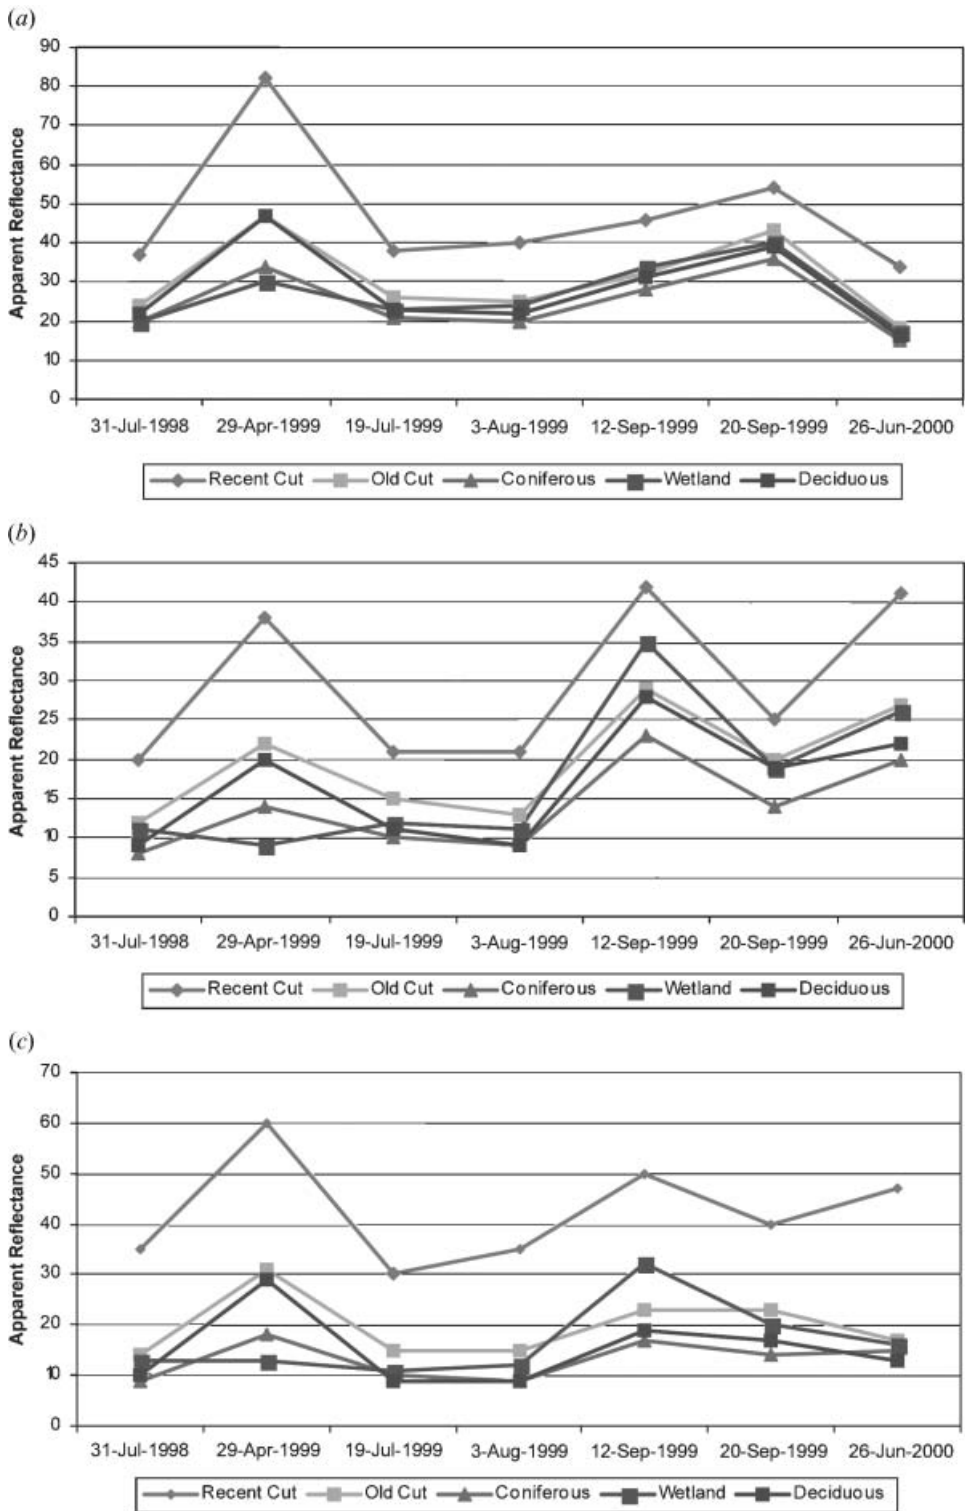 (a)
90
80
70
60
50
40
30
20
10
0
Apparent Reflectance
31-Jul-1998 29-Apr-1999 19-Jul-1999 3-Aug-1999 12-Sep-1999 20-Sep-1999 26-Jun-2000
Recent Cut Old Cut Coniferous Wetland Deciduous
(b)
45
40
35
30
25
20
15
10
5
0
Apparent Reflectance
31-Jul-1998 29-Apr-1999 19-Jul-1999 3-Aug-1999 12-Sep-1999 20-Sep-1999 26-Jun-2000
Recent Cut Old Cut Coniferous Wetland Deciduous
(c)
70
60
50
40
30
20
10
0
Apparent Reflectance
31-Jul-1998 29-Apr-1999 19-Jul-1999 3-Aug-1999 12-Sep-1999 20-Sep-1999 26-Jun-2000
Recent Cut Old Cut Coniferous Wetland Deciduous